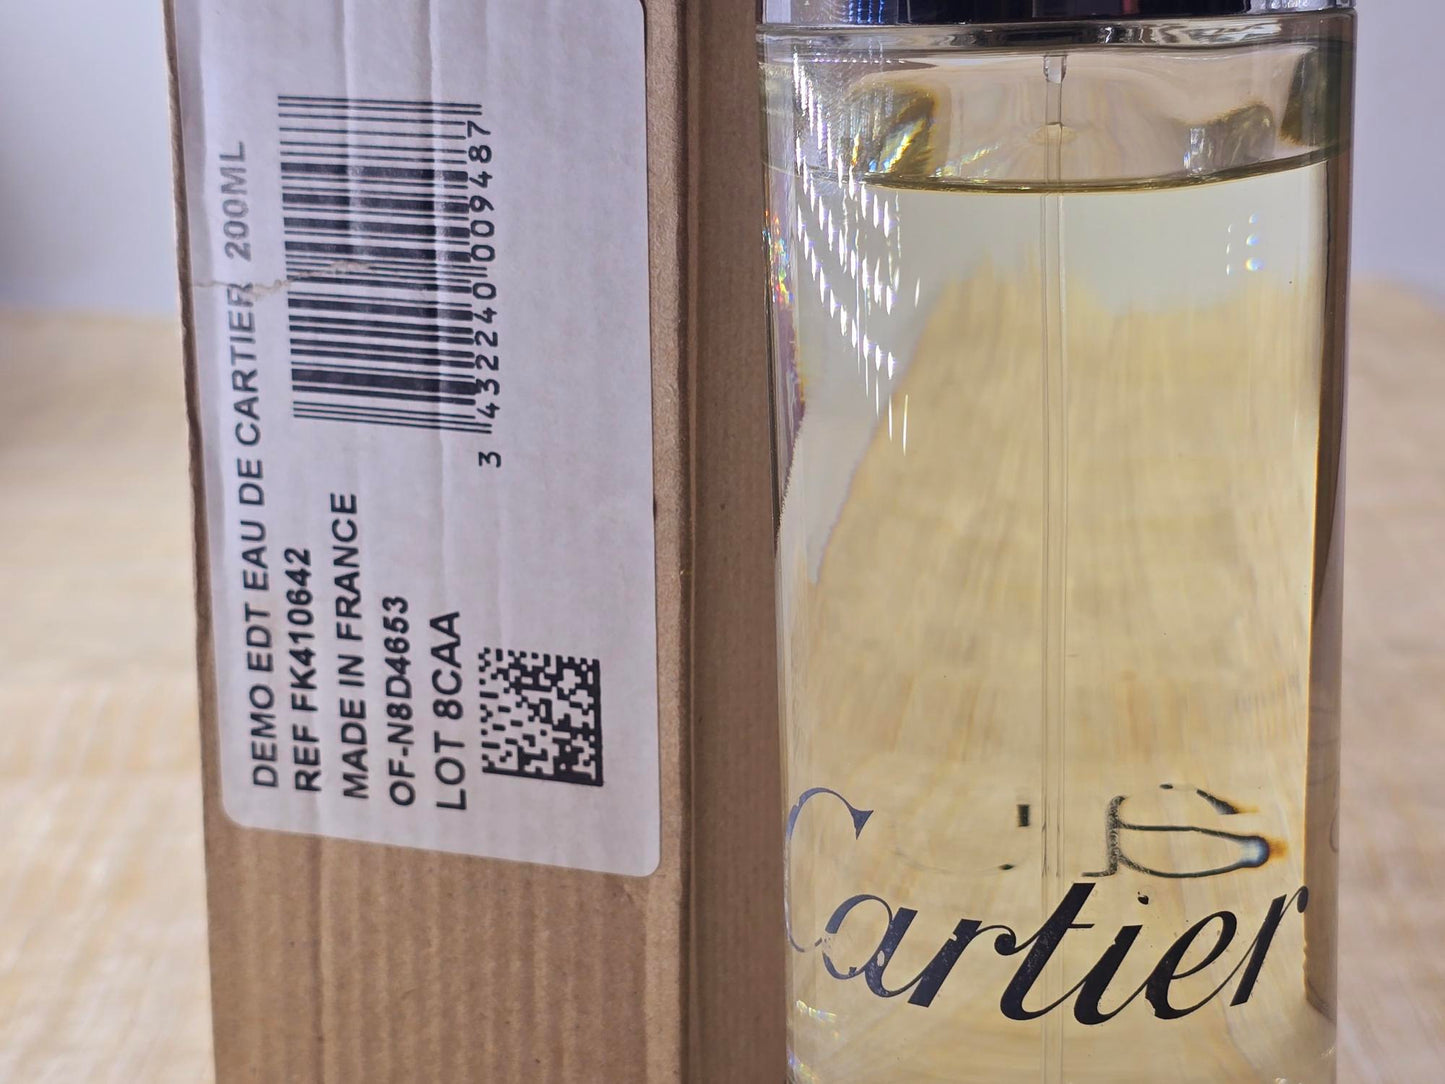 DEMO EDT EAU DE CARTIER 200ML
REF FK410642
MADE IN FRANCE
OF-N8D4653
LOT 8CAA
3 432240 009487
Cartier